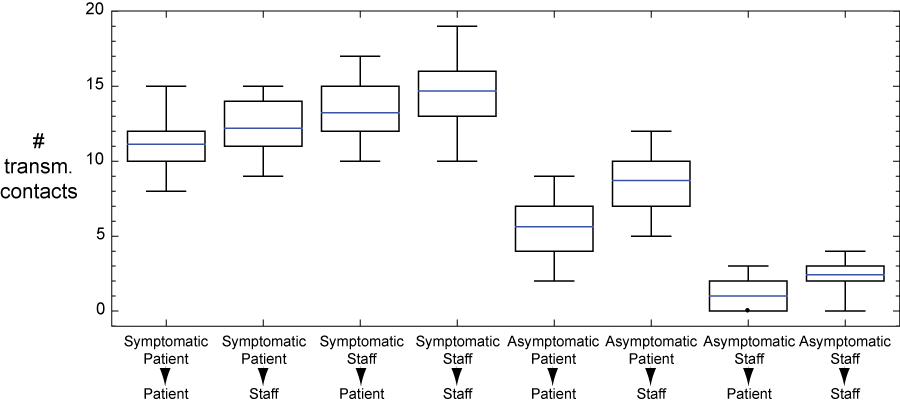 20
15
10
5
0
#
transm.
contacts
Symptomatic Symptomatic Symptomatic Symptomatic Asymptomatic Asymptomatic Asymptomatic Asymptomatic
Patient Patient Staff Staff Patient Patient Staff Staff
Patient Staff Patient Staff Patient Staff Patient Staff